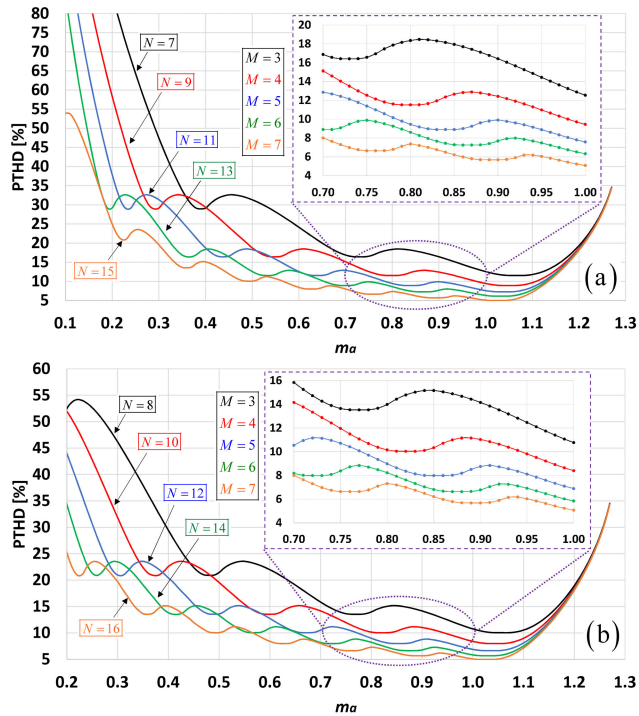 80
75
70
65
60
55
50
45
40
35
30
25
20
15
10
5
PTHD [%]
N = 7
N = 9
N = 11
N = 13
N = 15
M = 3
M = 4
M = 5
M = 6
M = 7
20
18
16
14
12
10
8
6
4
0.70 0.75 0.80 0.85 0.90 0.95 1.00
(a)
0.1 0.2 0.3 0.4 0.5 0.6 0.7 0.8 0.9 1.0 1.1 1.2 1.3
ma
60
55
50
45
40
35
30
25
20
15
10
5
PTHD [%]
N = 8
N = 10
N = 12
N = 14
N = 16
M = 3
M = 4
M = 5
M = 6
M = 7
16
14
12
10
8
6
4
0.70 0.75 0.80 0.85 0.90 0.95 1.00
(b)
0.2 0.3 0.4 0.5 0.6 0.7 0.8 0.9 1.0 1.1 1.2 1.3
ma